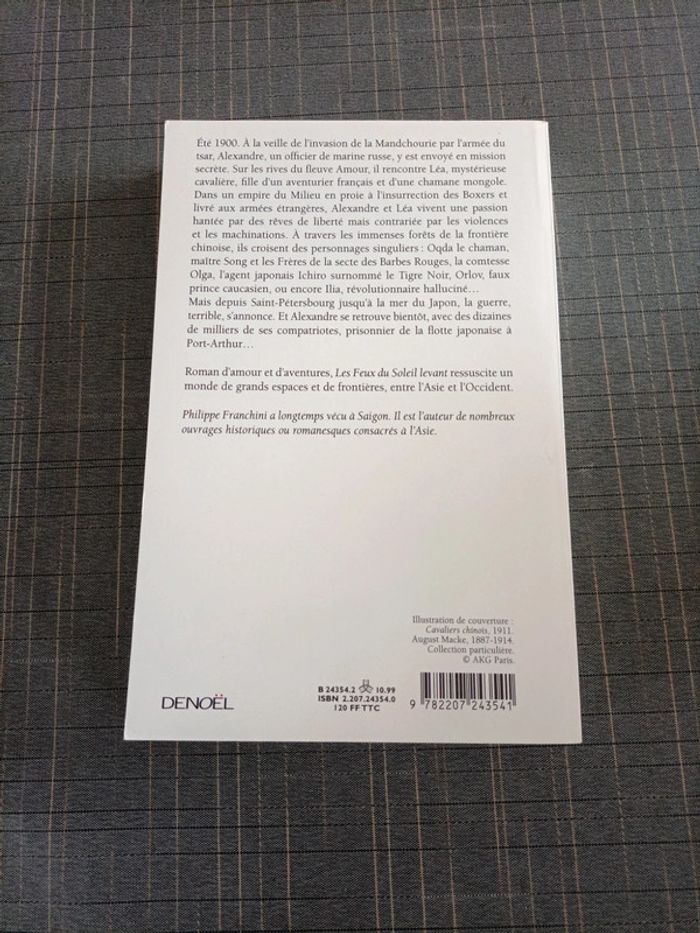 Été 1900. À la veille de l'invasion de la Mandchourie par l'armée du
tsar, Alexandre, un officier de marine russe, y est envoyé en mission
secrète. Sur les rives du fleuve Amour, il rencontre Léa, mystérieuse
cavalière, fille d'un aventurier français et d'une chamane mongole.
Dans un empire du Milieu en proie à l'insurrection des Boxers et
livré aux armées étrangères, Alexandre et Léa vivent une passion
hantée par des rêves de liberté mais contrariée par les violences
et les machinations. À travers les immenses forêts de la frontière
chinoise, ils croisent des personnages singuliers : Oqda le chaman,
maître Song et les Frères de la secte des Barbes Rouges, la comtesse
Olga, l'agent japonais Ichiro surnommé le Tigre Noir, Orlov, faux
prince caucasien, ou encore Ilia, révolutionnaire halluciné...
Mais depuis Saint-Pétersbourg jusqu'à la mer du Japon, la guerre,
terrible, s'annonce. Et Alexandre se retrouve bientôt, avec des dizaines
de milliers de ses compatriotes, prisonnier de la flotte japonaise à
Port-Arthur...
Roman d'amour et d'aventures, Les Feux du Soleil levant ressuscite un
monde de grands espaces et de frontières, entre l'Asie et l'Occident.
Philippe Franchini a longtemps vécu à Saigon. Il est l'auteur de nombreux
ouvrages historiques ou romanesques consacrés à l'Asie.
Illustration de couverture :
Cavaliers chinois, 1911.
August Macke, 1887-1914.
Collection particulière.
© AKG Paris.
DENOËL
B 24354.2 10.99
ISBN 2.207.24354.0
120 FF TTC
9 782207 243541